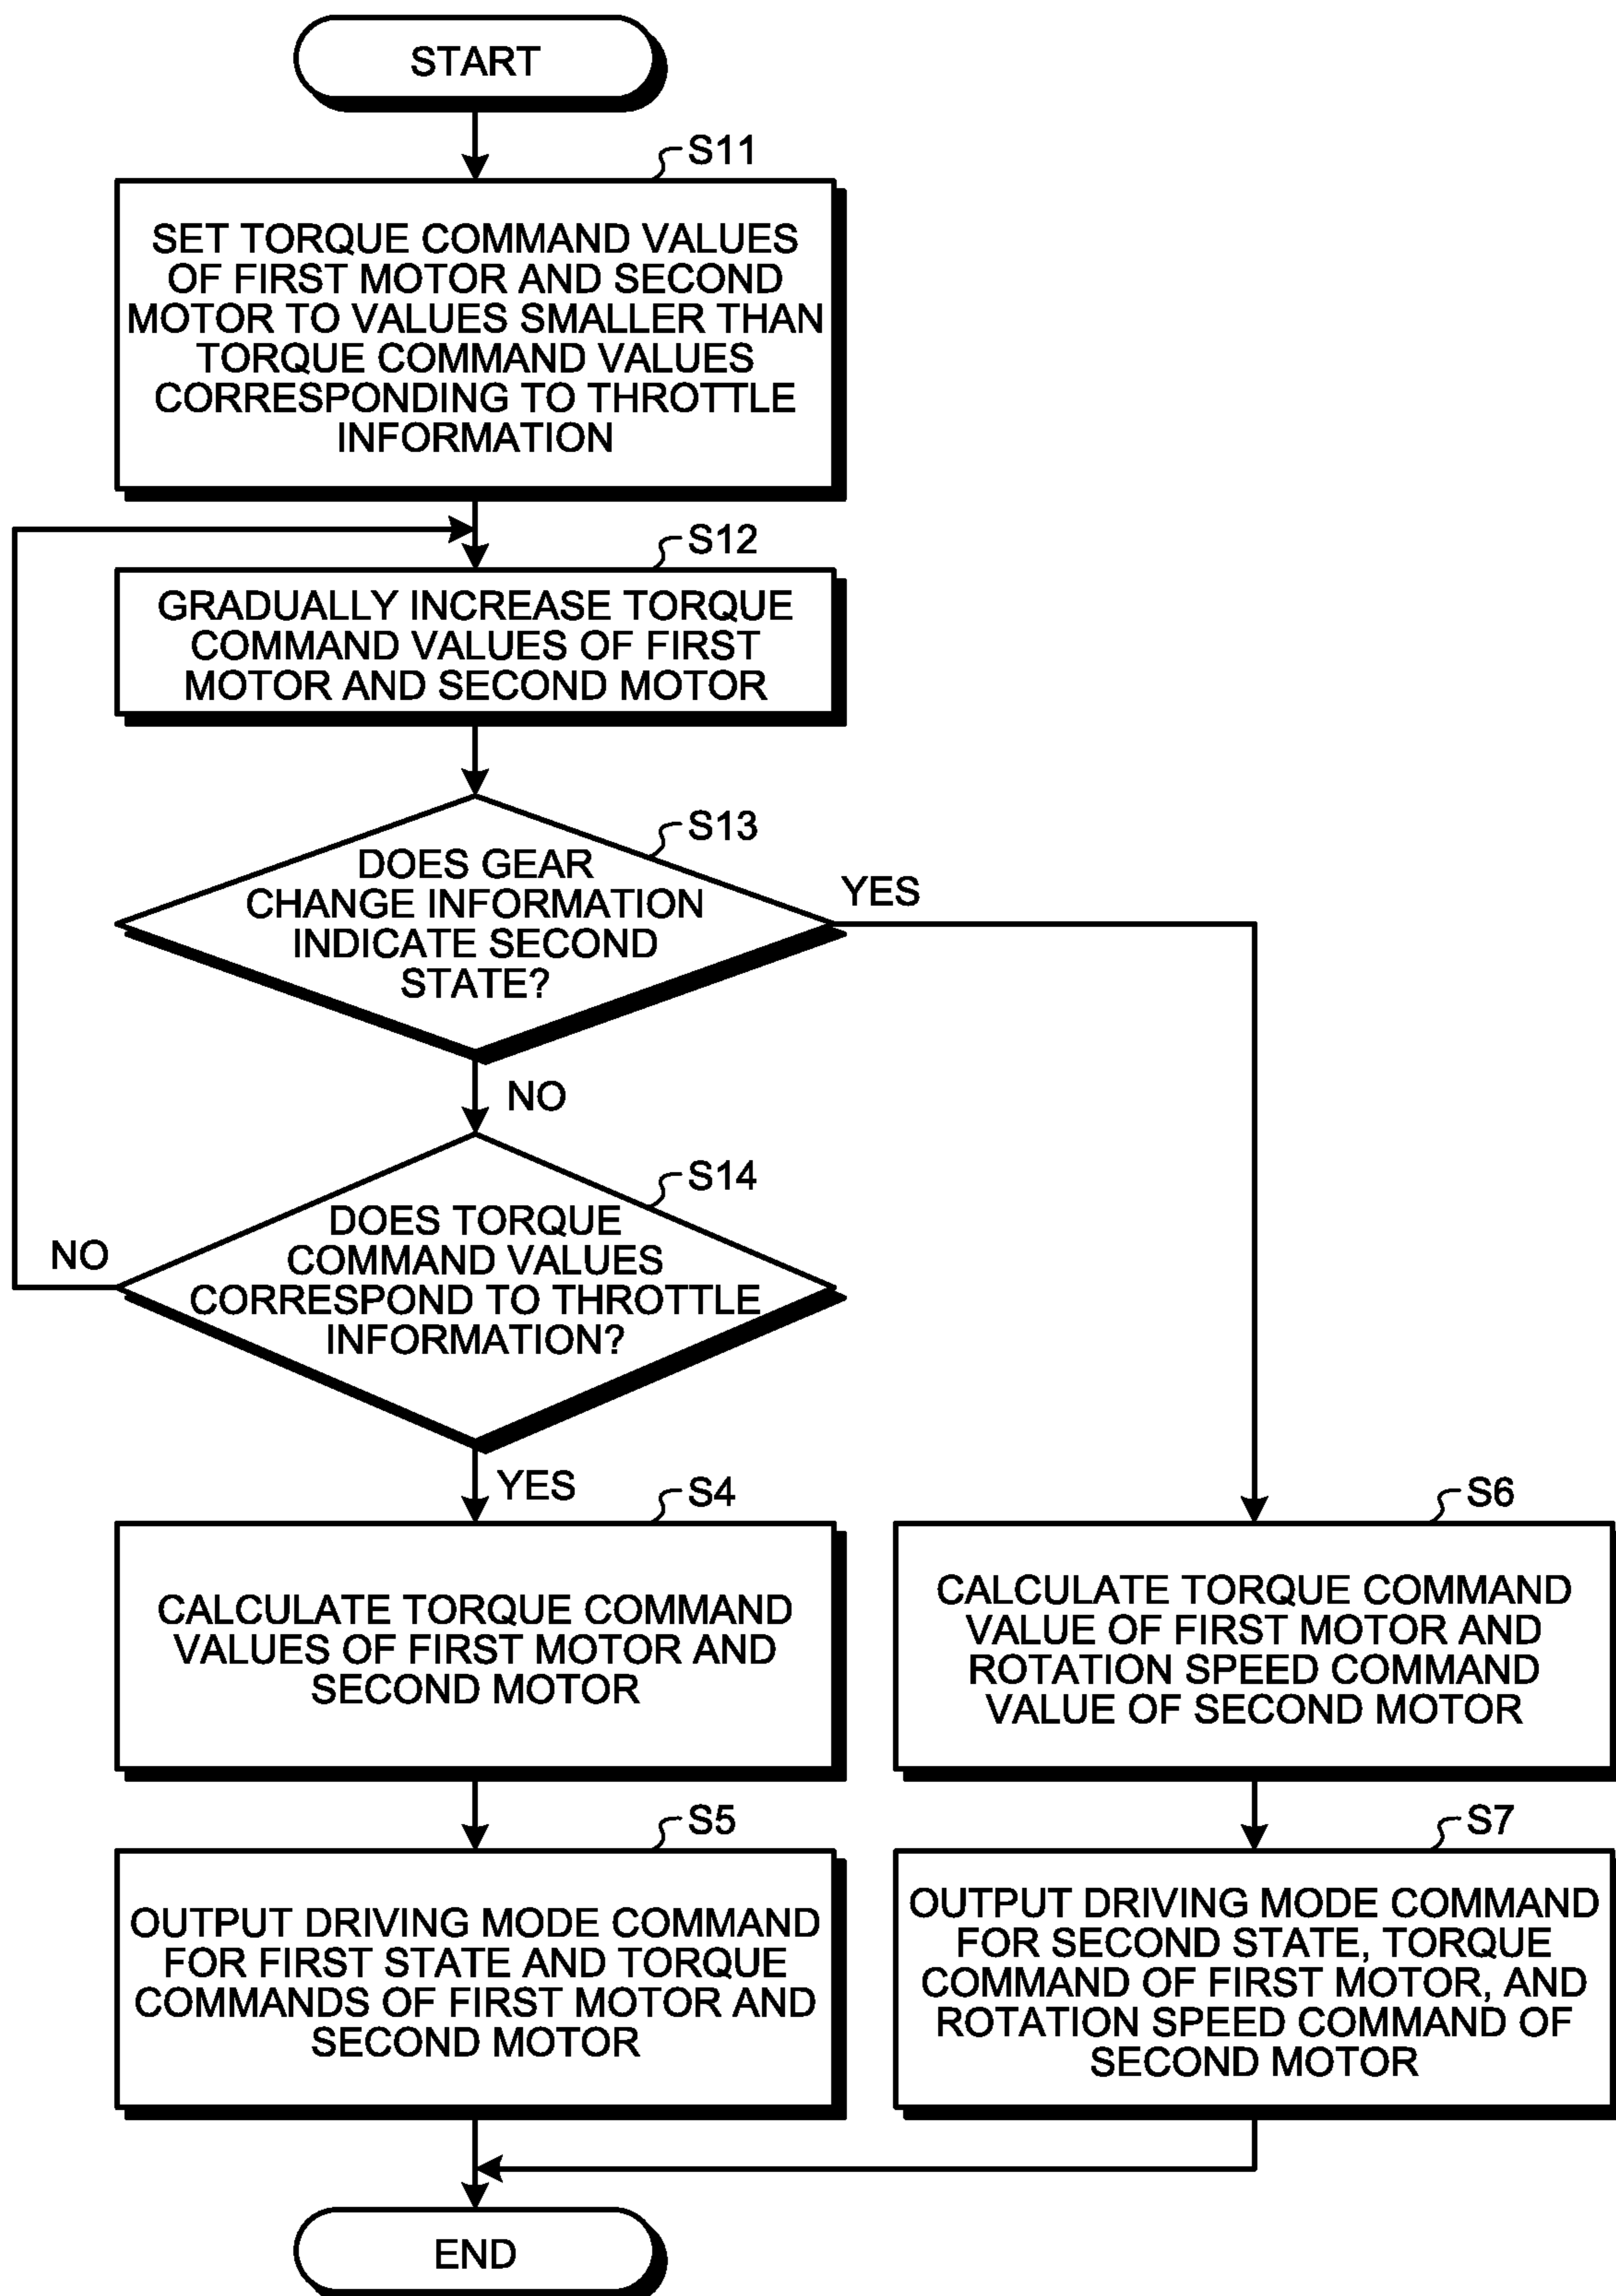 START
S11
SET TORQUE COMMAND VALUES
OF FIRST MOTOR AND SECOND
MOTOR TO VALUES SMALLER THAN
TORQUE COMMAND VALUES
CORRESPONDING TO THROTTLE
INFORMATION
S12
GRADUALLY INCREASE TORQUE
COMMAND VALUES OF FIRST
MOTOR AND SECOND MOTOR
S13
DOES GEAR
CHANGE INFORMATION
INDICATE SECOND
STATE?
YES
NO
S14
DOES TORQUE
COMMAND VALUES
CORRESPOND TO THROTTLE
INFORMATION?
NO
YES
S4
CALCULATE TORQUE COMMAND
VALUES OF FIRST MOTOR AND
SECOND MOTOR
S6
CALCULATE TORQUE COMMAND
VALUE OF FIRST MOTOR AND
ROTATION SPEED COMMAND
VALUE OF SECOND MOTOR
S5
OUTPUT DRIVING MODE COMMAND
FOR FIRST STATE AND TORQUE
COMMANDS OF FIRST MOTOR AND
SECOND MOTOR
S7
OUTPUT DRIVING MODE COMMAND
FOR SECOND STATE, TORQUE
COMMAND OF FIRST MOTOR, AND
ROTATION SPEED COMMAND OF
SECOND MOTOR
END